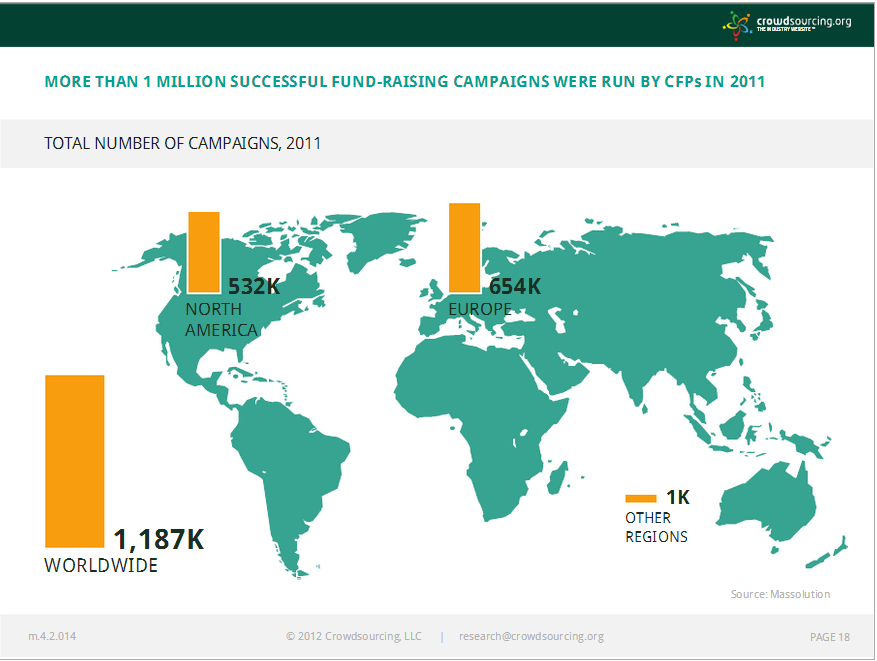 crowdsourcing.org
THE INDUSTRY WEBSITE™
MORE THAN 1 MILLION SUCCESSFUL FUND-RAISING CAMPAIGNS WERE RUN BY CFPs IN 2011
TOTAL NUMBER OF CAMPAIGNS, 2011
532K
NORTH
AMERICA
654K
EUROPE
1,187K
WORLDWIDE
1K
OTHER
REGIONS
Source: Massolution
m.4.2.014
© 2012 Crowdsourcing, LLC | research@crowdsourcing.org
PAGE 18